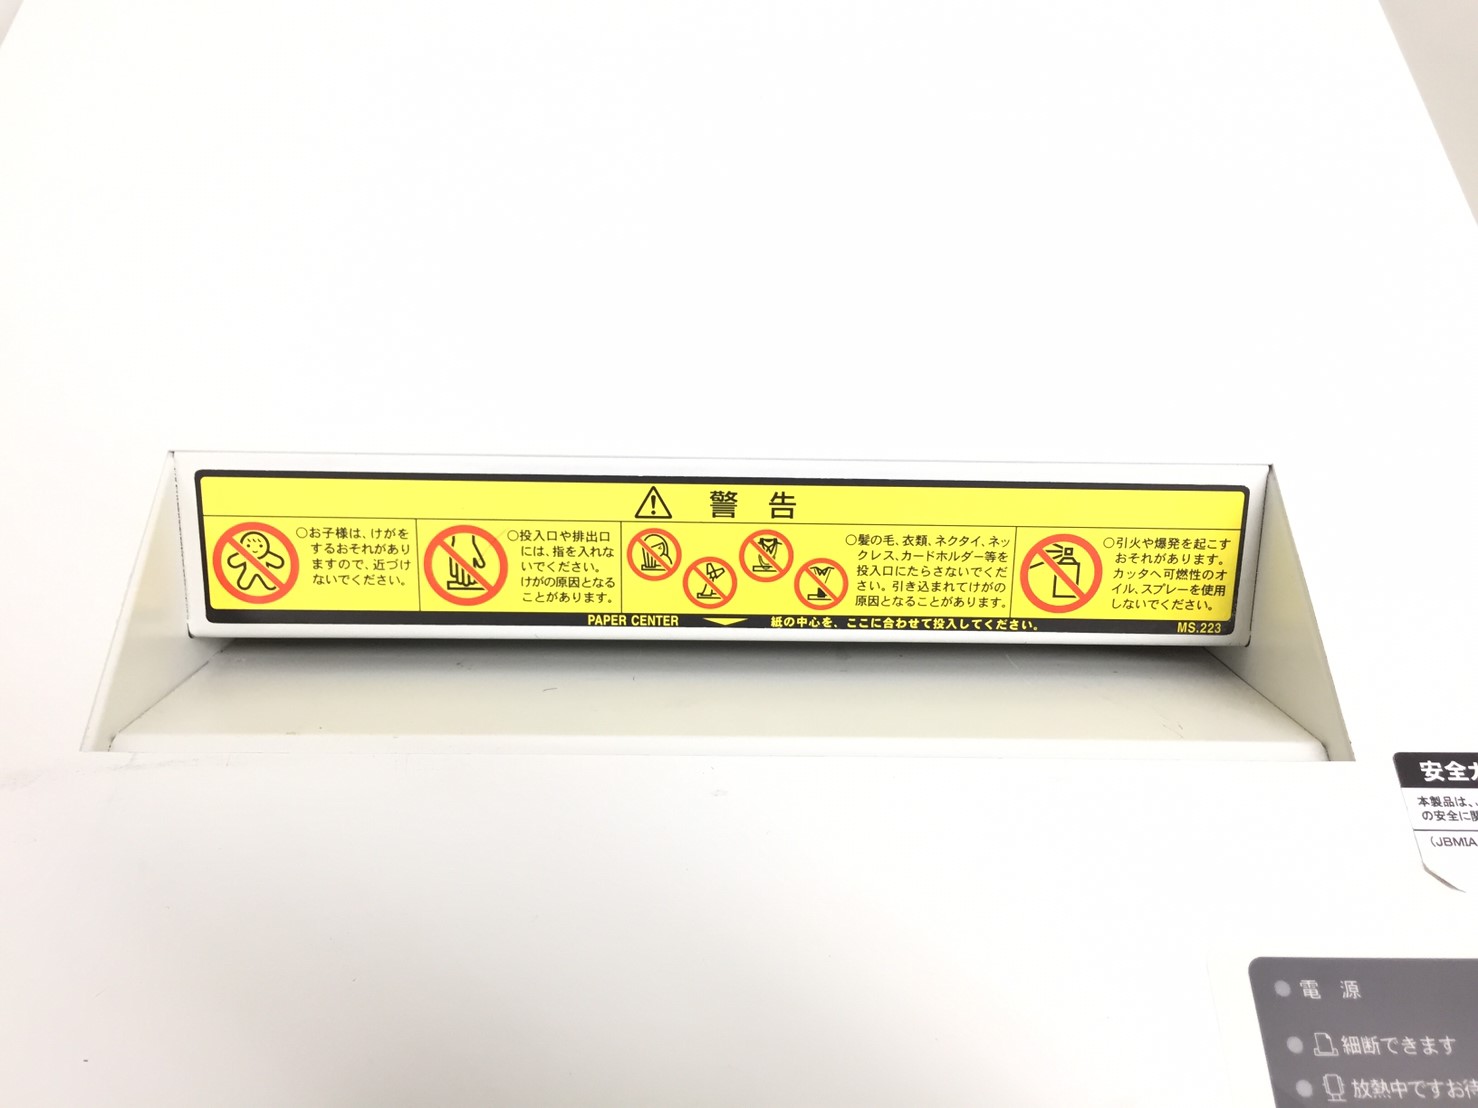 警告
○お子様は、けがを
するおそれがあり
ますので、近づけ
ないでください。
○投入口や排出口
には、指を入れな
いでください。
けがの原因となる
ことがあります。
○髪の毛、衣類、ネクタイ、ネッ
クレス、カードホルダー等を
投入口にたらさないでくだ
さい。引き込まれてけがの
原因となることがあります。
○引火や爆発を起こす
おそれがあります。
カッタへ可燃性のオ
イル、スプレーを使用
しないでください。
PAPER CENTER 紙の中心を、ここに合わせて投入してください。 MS.223
安全
本製品は、
の安全に関
(JBMIA
電源
細断できます
放熱中ですお待